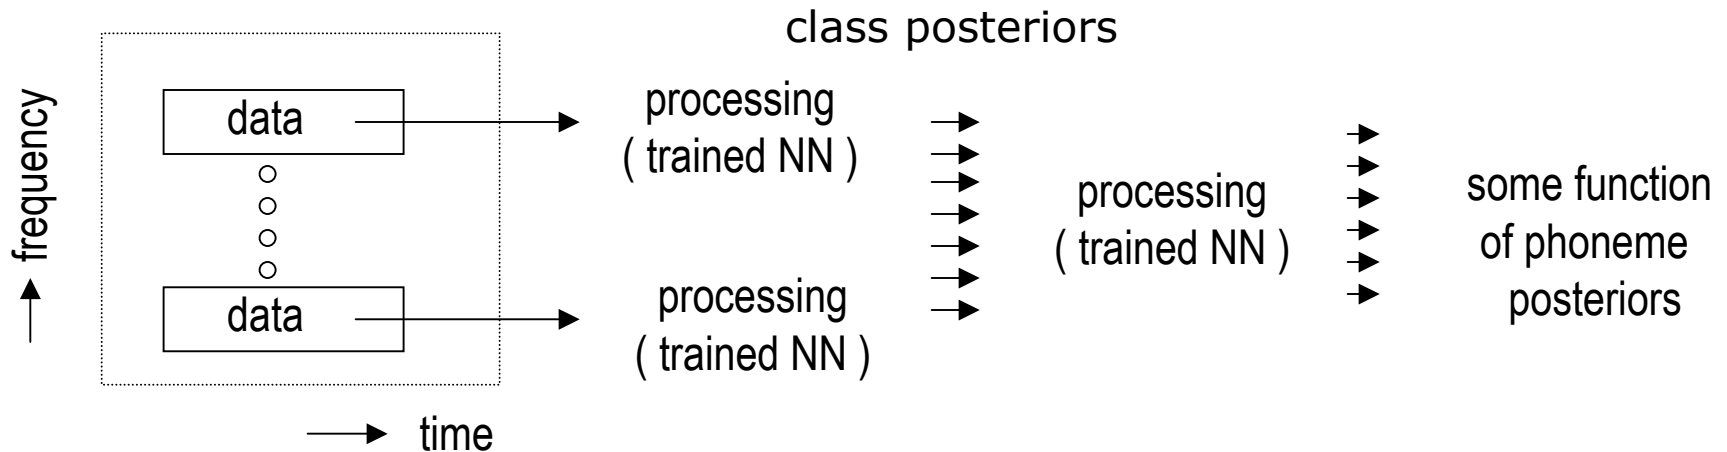 class posteriors
frequency
data
data
time
processing
( trained NN )
processing
( trained NN )
processing
( trained NN )
some function
of phoneme
posteriors